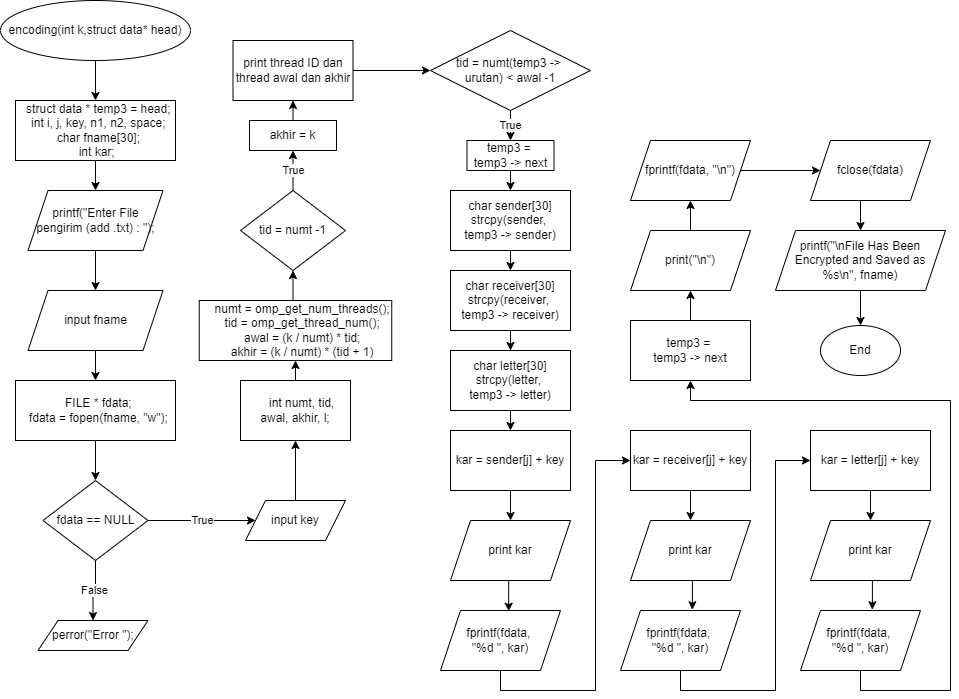 encoding(int k,struct data* head)
struct data * temp3 = head;
int i, j, key, n1, n2, space;
char fname[30];
int kar;
printf("Enter File
pengirim (add .txt) : ");
input fname
FILE * fdata;
fdata = fopen(fname, "w");
fdata == NULL
True
False
perror("Error ");
input key
int numt, tid,
awal, akhir, l;
numt = omp_get_num_threads();
tid = omp_get_thread_num();
awal = (k / numt) * tid;
akhir = (k / numt) * (tid + 1)
tid = numt -1
True
akhir = k
print thread ID dan
thread awal dan akhir
tid = numt(temp3 ->
urutan) < awal -1
True
temp3 =
temp3 -> next
char sender[30]
strcpy(sender,
temp3 -> sender)
char receiver[30]
strcpy(receiver,
temp3 -> receiver)
char letter[30]
strcpy(letter,
temp3 -> letter)
kar = sender[j] + key
print kar
fprintf(fdata,
"%d ", kar)
kar = receiver[j] + key
print kar
fprintf(fdata,
"%d ", kar)
kar = letter[j] + key
print kar
fprintf(fdata,
"%d ", kar)
temp3 =
temp3 -> next
print("\n")
fprintf(fdata, "\n")
fclose(fdata)
printf("\nFile Has Been
Encrypted and Saved as
%s\n", fname)
End